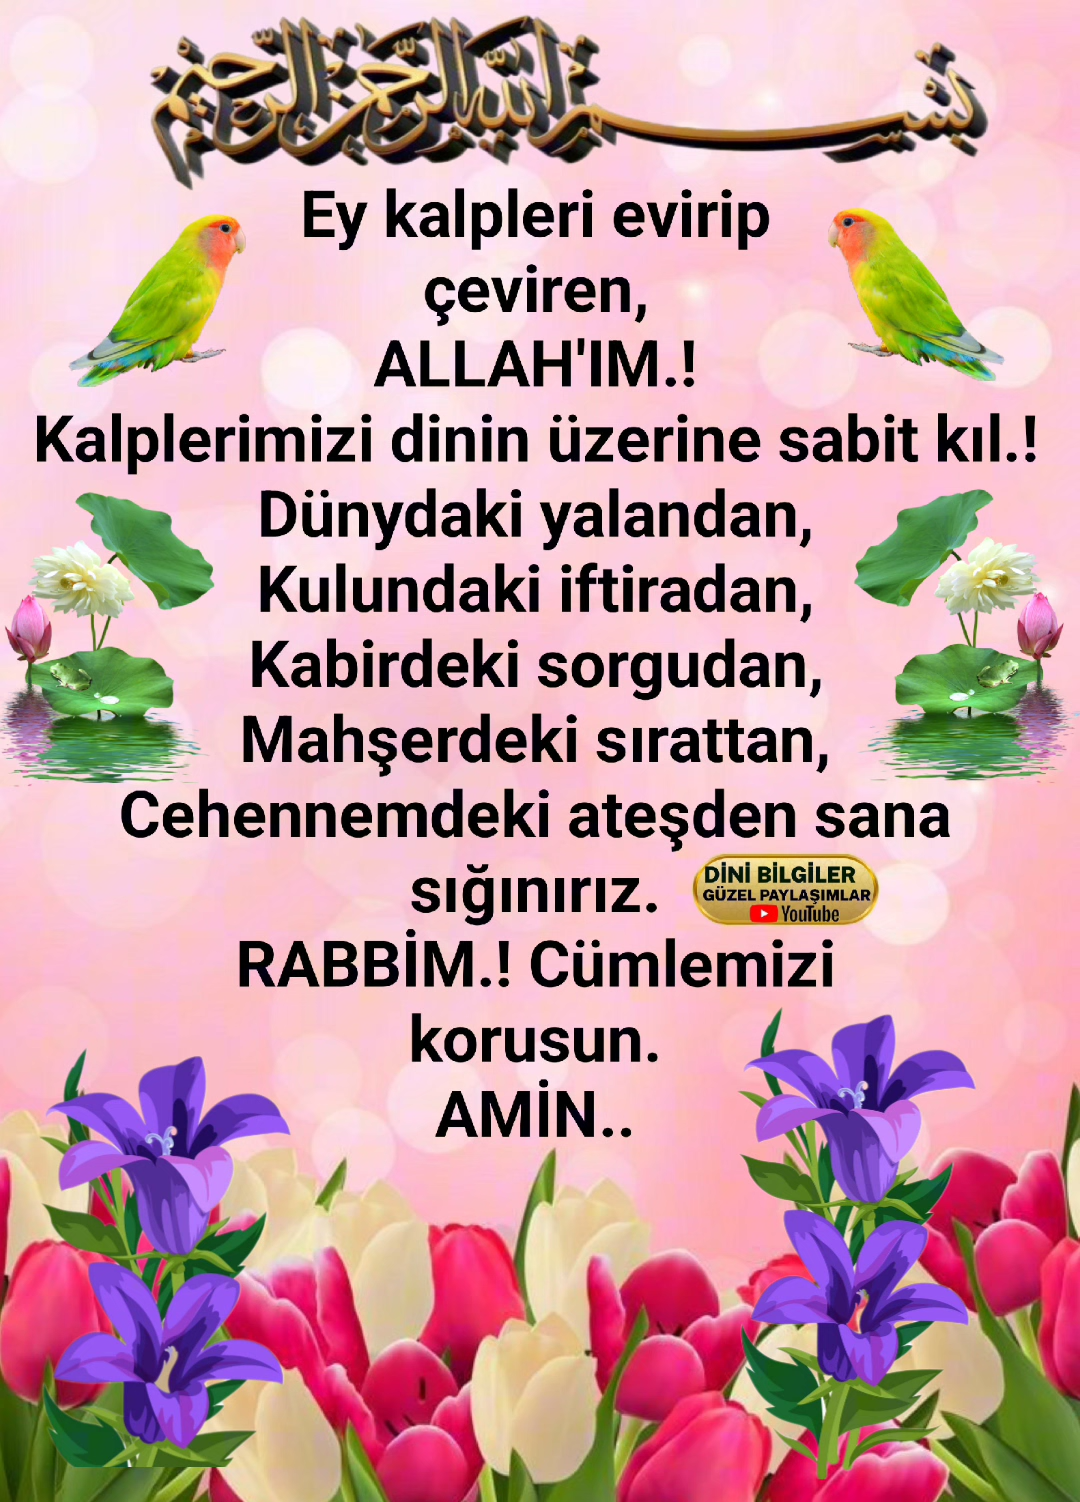 بسم الله الرحمن الرحيم
Ey kalpleri evirip
çeviren,
ALLAH'IM.!
Kalplerimizi dinin üzerine sabit kıl.!
Dünydaki yalandan,
Kulundaki iftiradan,
Kabirdeki sorgudan,
Mahşerdeki sırattan,
Cehennemdeki ateşden sana
sığınırız.
DİNİ BİLGİLER
GÜZEL PAYLAŞIMLAR
YouTube
RABBİM.! Cümlemizi
korusun.
AMİN..